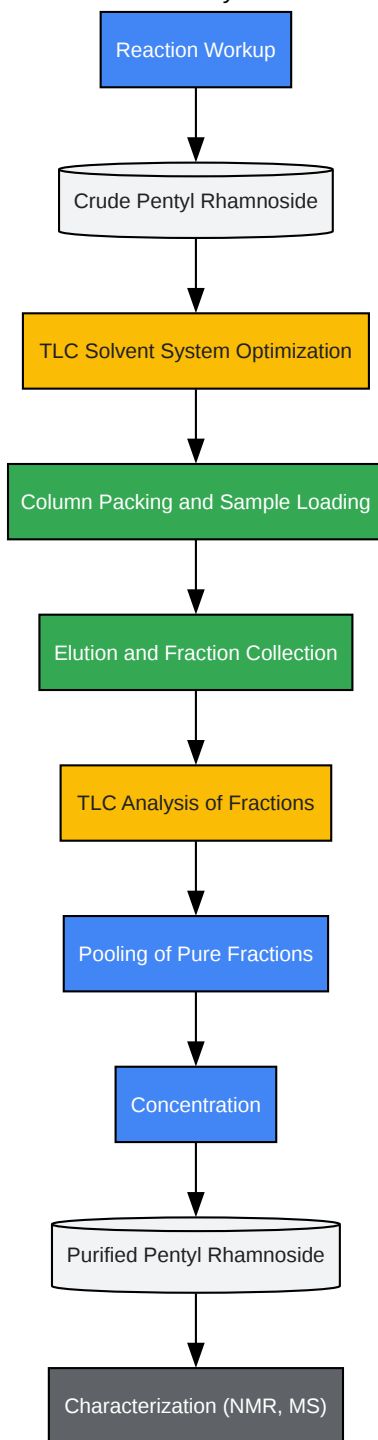 Reaction Workup
Crude Pentyl Rhamnoside
TLC Solvent System Optimization
Column Packing and Sample Loading
Elution and Fraction Collection
TLC Analysis of Fractions
Pooling of Pure Fractions
Concentration
Purified Pentyl Rhamnoside
Characterization (NMR, MS)